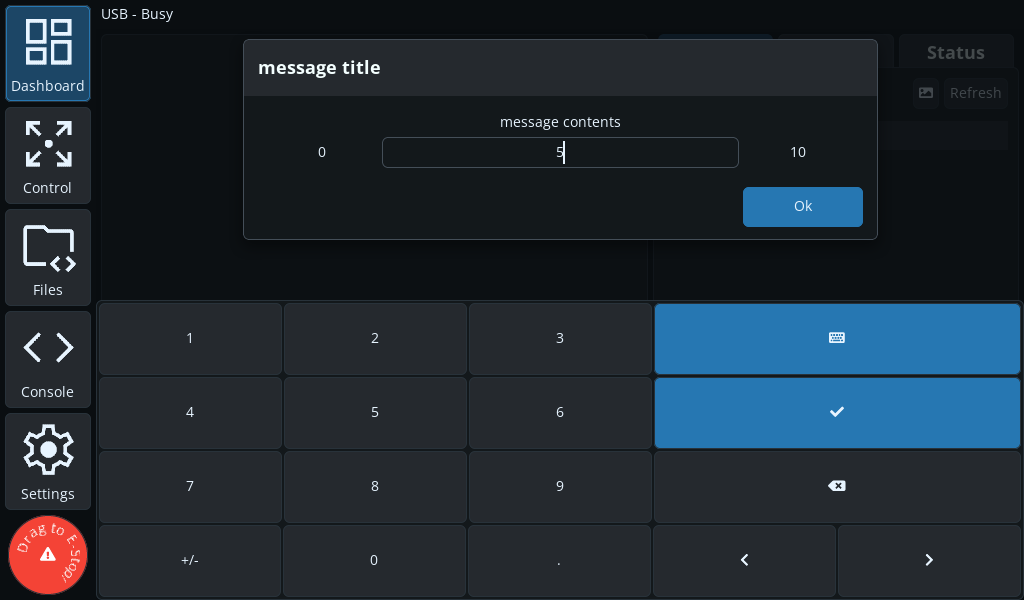 USB - Busy
Dashboard
Control
Files
Console
Settings
Drag to E-Stop!
Status
Refresh
message title
message contents
0
5
10
Ok
1
2
3
4
5
6
7
8
9
+/-
0
.